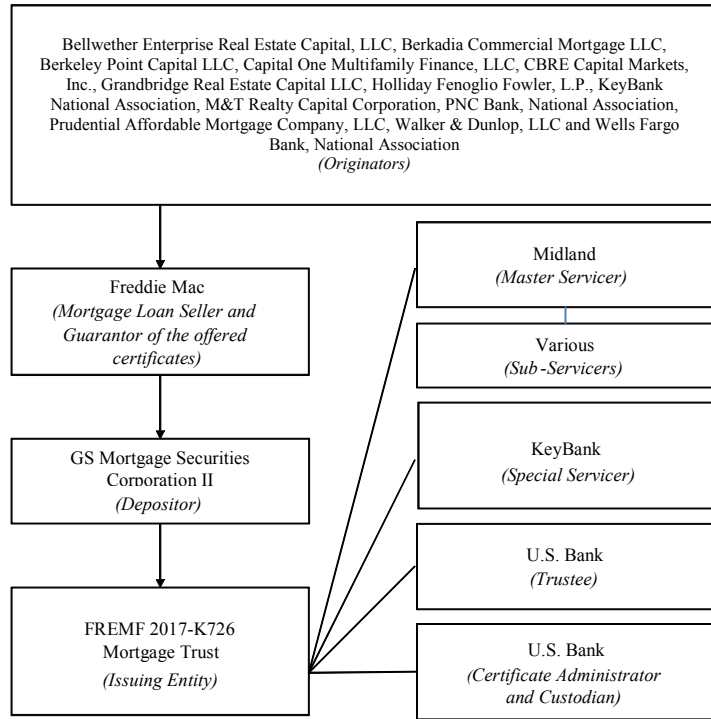 Bellwether Enterprise Real Estate Capital, LLC, Berkadia Commercial Mortgage LLC,
Berkeley Point Capital LLC, Capital One Multifamily Finance, LLC, CBRE Capital Markets,
Inc., Grandbridge Real Estate Capital LLC, Holliday Fenoglio Fowler, L.P., KeyBank
National Association, M&T Realty Capital Corporation, PNC Bank, National Association,
Prudential Affordable Mortgage Company, LLC, Walker & Dunlop, LLC and Wells Fargo
Bank, National Association
(Originators)
Freddie Mac
(Mortgage Loan Seller and
Guarantor of the offered
certificates)
GS Mortgage Securities
Corporation II
(Depositor)
FREMF 2017-K726
Mortgage Trust
(Issuing Entity)
Midland
(Master Servicer)
Various
(Sub-Servicers)
KeyBank
(Special Servicer)
U.S. Bank
(Trustee)
U.S. Bank
(Certificate Administrator
and Custodian)